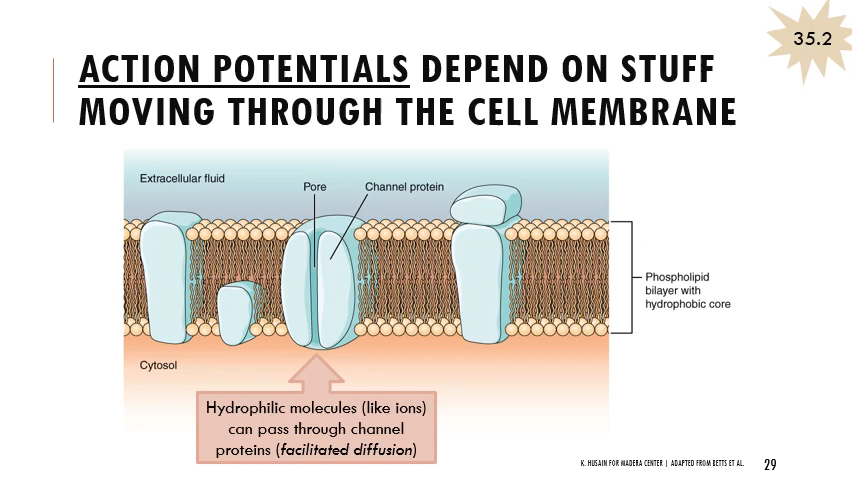 35.2
ACTION POTENTIALS DEPEND ON STUFF
MOVING THROUGH THE CELL MEMBRANE
Extracellular fluid
Pore
Channel protein
Phospholipid
bilayer with
hydrophobic core
Cytosol
Hydrophilic molecules (like ions)
can pass through channel
proteins (facilitated diffusion)
K. HUSAIN FOR MADERA CENTER | ADAPTED FROM BETTS ET AL.
29